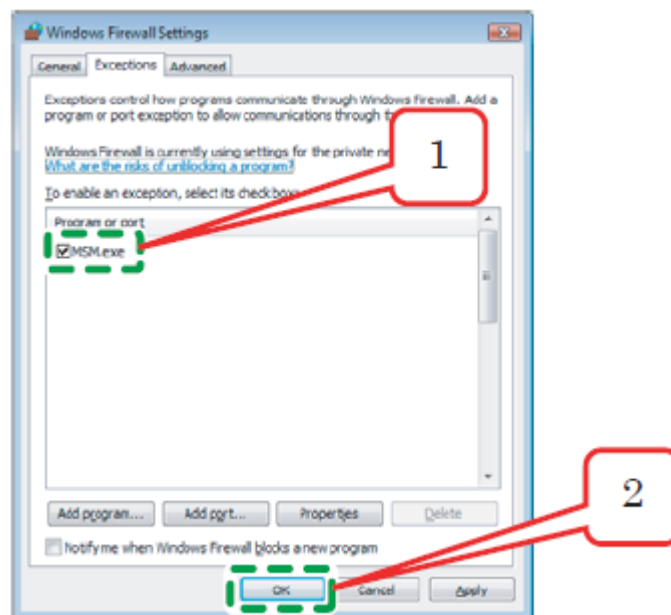 Windows Firewall Settings
General Exceptions Advanced
Exceptions control how programs communicate through Windows Firewall. Add a
program or port exception to allow communications through
Windows Firewall is currently using settings for the private
What are the risks of unblocking a program?
To enable an exception, select its check
Program or port
MSM.exe
Add program... Add port... Properties Delete
Notify me when Windows Firewall blocks a new program
OK Cancel Apply
1
2